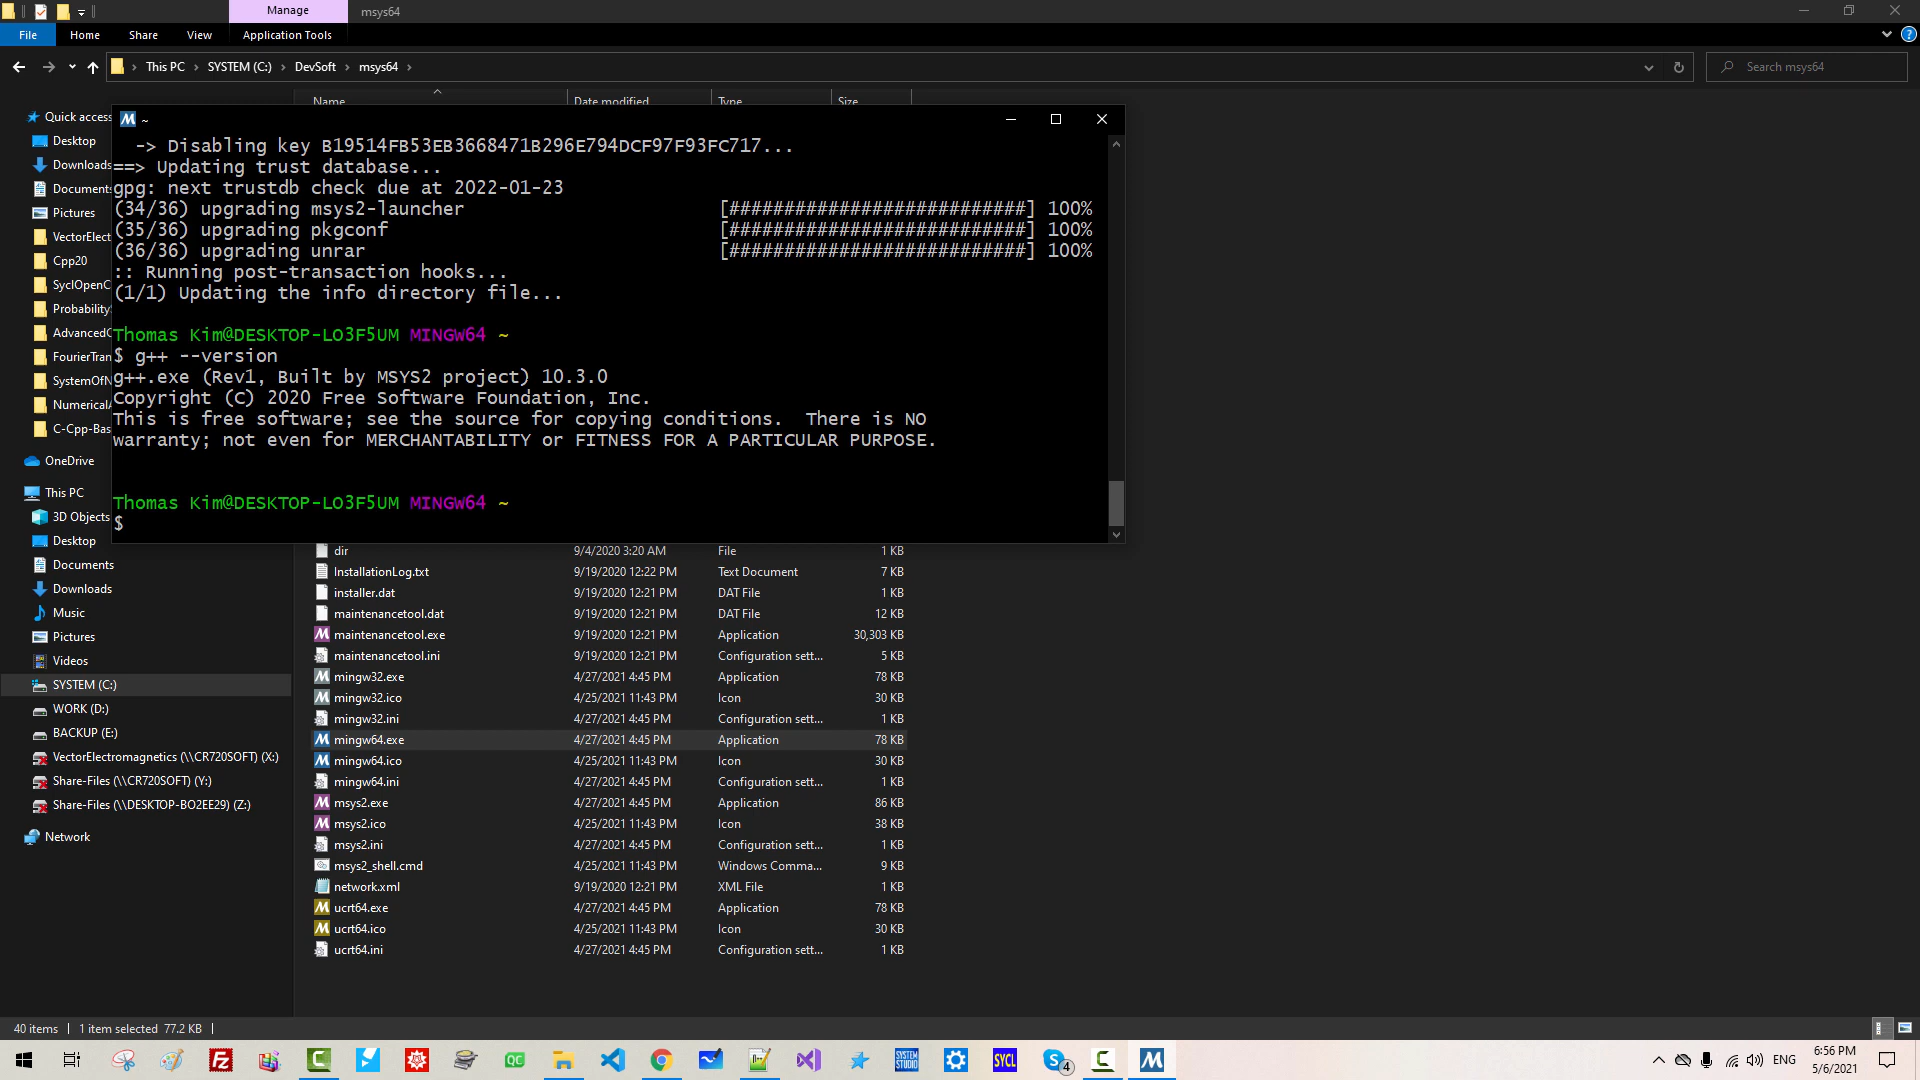 Manage
msys64
File
Home
Share
View
Application Tools
This PC
SYSTEM (C:)
DevSoft
msys64
Search msys64
Name
Date modified
Type
Size
~
Quick access
Desktop
Downloads
Documents
Pictures
VectorElect
Cpp20
SyclOpenC
Probability
AdvancedC
FourierTran
SystemOfN
NumericalA
C-Cpp-Bas
OneDrive
This PC
3D Objects
Desktop
Documents
Downloads
Music
Pictures
Videos
SYSTEM (C:)
WORK (D:)
BACKUP (E:)
VectorElectromagnetics (\\CR720SOFT) (X:)
Share-Files (\\CR720SOFT) (Y:)
Share-Files (\\DESKTOP-BO2EE29) (Z:)
Network
-> Disabling key B19514FB53EB3668471B296E794DCF97F93FC717...
==> Updating trust database...
gpg: next trustdb check due at 2022-01-23
(34/36) upgrading msys2-launcher [###########################] 100%
(35/36) upgrading pkgconf [###########################] 100%
(36/36) upgrading unrar [###########################] 100%
:: Running post-transaction hooks...
(1/1) Updating the info directory file...
Thomas Kim@DESKTOP-LO3F5UM MINGW64 ~
$ g++ --version
g++.exe (Rev1, Built by MSYS2 project) 10.3.0
Copyright (C) 2020 Free Software Foundation, Inc.
This is free software; see the source for copying conditions.  There is NO
warranty; not even for MERCHANTABILITY or FITNESS FOR A PARTICULAR PURPOSE.
Thomas Kim@DESKTOP-LO3F5UM MINGW64 ~
$
dir 9/4/2020 3:20 AM File 1 KB
InstallationLog.txt 9/19/2020 12:22 PM Text Document 7 KB
installer.dat 9/19/2020 12:21 PM DAT File 1 KB
maintenancetool.dat 9/19/2020 12:21 PM DAT File 12 KB
maintenancetool.exe 9/19/2020 12:21 PM Application 30,303 KB
maintenancetool.ini 9/19/2020 12:21 PM Configuration sett... 5 KB
mingw32.exe 4/27/2021 4:45 PM Application 78 KB
mingw32.ico 4/25/2021 11:43 PM Icon 30 KB
mingw32.ini 4/27/2021 4:45 PM Configuration sett... 1 KB
mingw64.exe 4/27/2021 4:45 PM Application 78 KB
mingw64.ico 4/25/2021 11:43 PM Icon 30 KB
mingw64.ini 4/27/2021 4:45 PM Configuration sett... 1 KB
msys2.exe 4/27/2021 4:45 PM Application 86 KB
msys2.ico 4/25/2021 11:43 PM Icon 38 KB
msys2.ini 4/27/2021 4:45 PM Configuration sett... 1 KB
msys2_shell.cmd 4/25/2021 11:43 PM Windows Comma... 9 KB
network.xml 9/19/2020 12:21 PM XML File 1 KB
ucrt64.exe 4/27/2021 4:45 PM Application 78 KB
ucrt64.ico 4/25/2021 11:43 PM Icon 30 KB
ucrt64.ini 4/27/2021 4:45 PM Configuration sett... 1 KB
40 items
1 item selected 77.2 KB
QC
SYSTEM STUDIO
SYCL
4
ENG
6:56 PM
5/6/2021